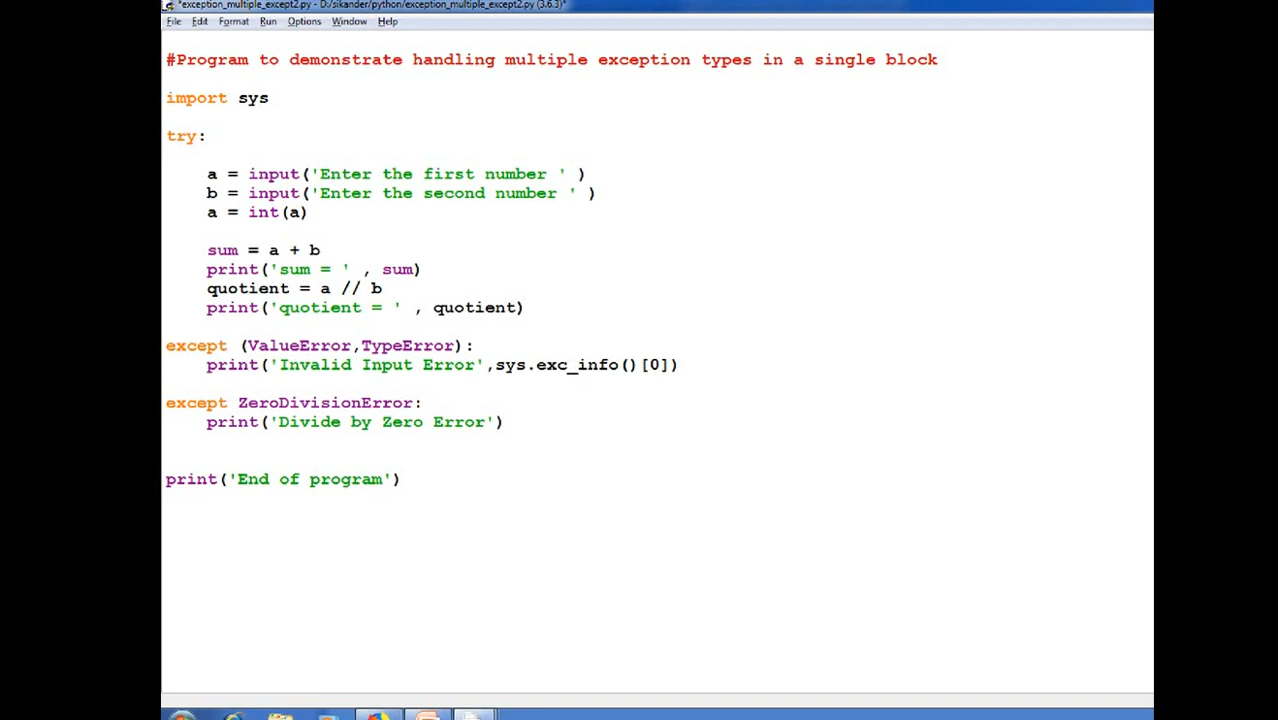 *exception_multiple_except2.py - D:/sikander/python/exception_multiple_except2.py (3.6.3)*
File Edit Format Run Options Window Help
#Program to demonstrate handling multiple exception types in a single block
import sys
try:
a = input('Enter the first number ' )
b = input('Enter the second number ' )
a = int(a)
sum = a + b
print('sum = ' , sum)
quotient = a // b
print('quotient = ' , quotient)
except (ValueError,TypeError):
print('Invalid Input Error',sys.exc_info()[0])
except ZeroDivisionError:
print('Divide by Zero Error')
print('End of program')